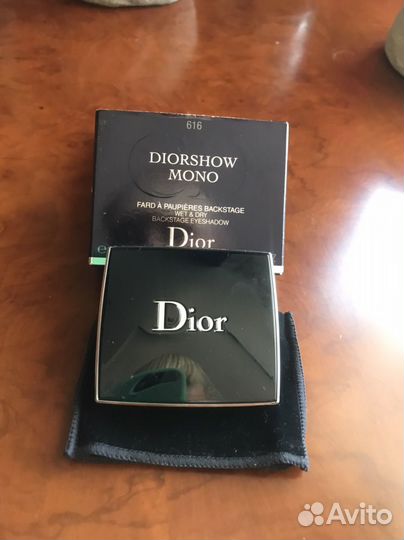 616
DIORSHOW
MONO
FARD À PAUPIÈRES BACKSTAGE
WET & DRY
BACKSTAGE EYESHADOW
Dior
Dior
Avito